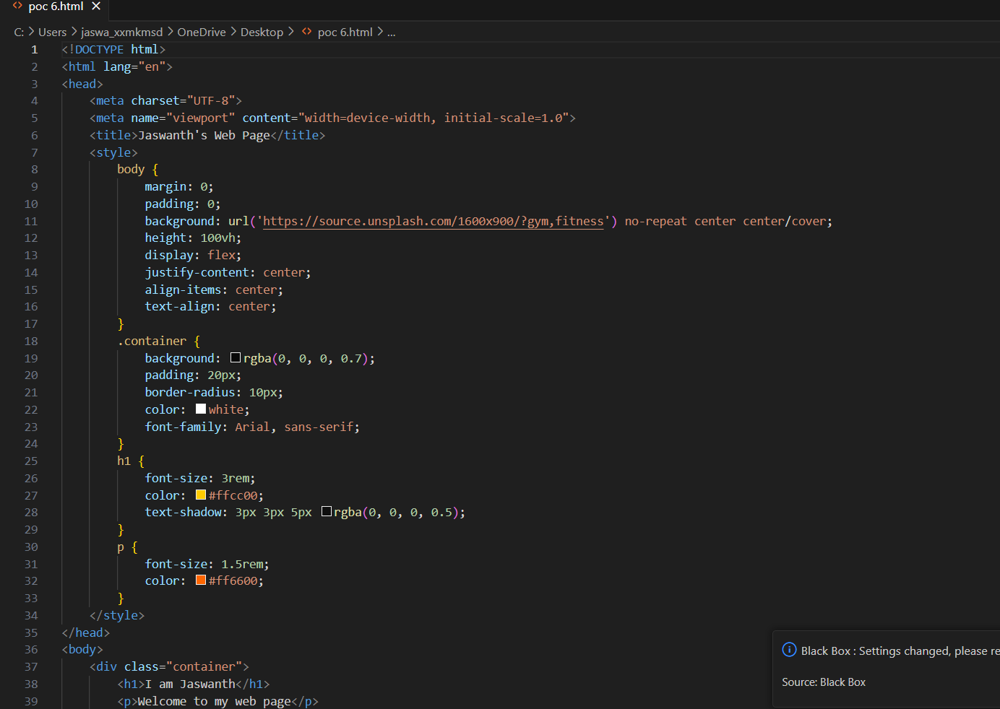 poc 6.html
C: > Users > jaswa_xxmkmsd > OneDrive > Desktop > poc 6.html > ...
1 <!DOCTYPE html>
2 <html lang="en">
3 <head>
4     <meta charset="UTF-8">
5     <meta name="viewport" content="width=device-width, initial-scale=1.0">
6     <title>Jaswanth's Web Page</title>
7     <style>
8         body {
9             margin: 0;
10             padding: 0;
11             background: url('https://source.unsplash.com/1600x900/?gym,fitness') no-repeat center center/cover;
12             height: 100vh;
13             display: flex;
14             justify-content: center;
15             align-items: center;
16             text-align: center;
17         }
18         .container {
19             background: rgba(0, 0, 0, 0.7);
20             padding: 20px;
21             border-radius: 10px;
22             color: white;
23             font-family: Arial, sans-serif;
24         }
25         h1 {
26             font-size: 3rem;
27             color: #ffcc00;
28             text-shadow: 3px 3px 5px rgba(0, 0, 0, 0.5);
29         }
30         p {
31             font-size: 1.5rem;
32             color: #ff6600;
33         }
34     </style>
35 </head>
36 <body>
37     <div class="container">
38         <h1>I am Jaswanth</h1>
39         <p>Welcome to my web page</p>
Black Box : Settings changed, please re
Source: Black Box